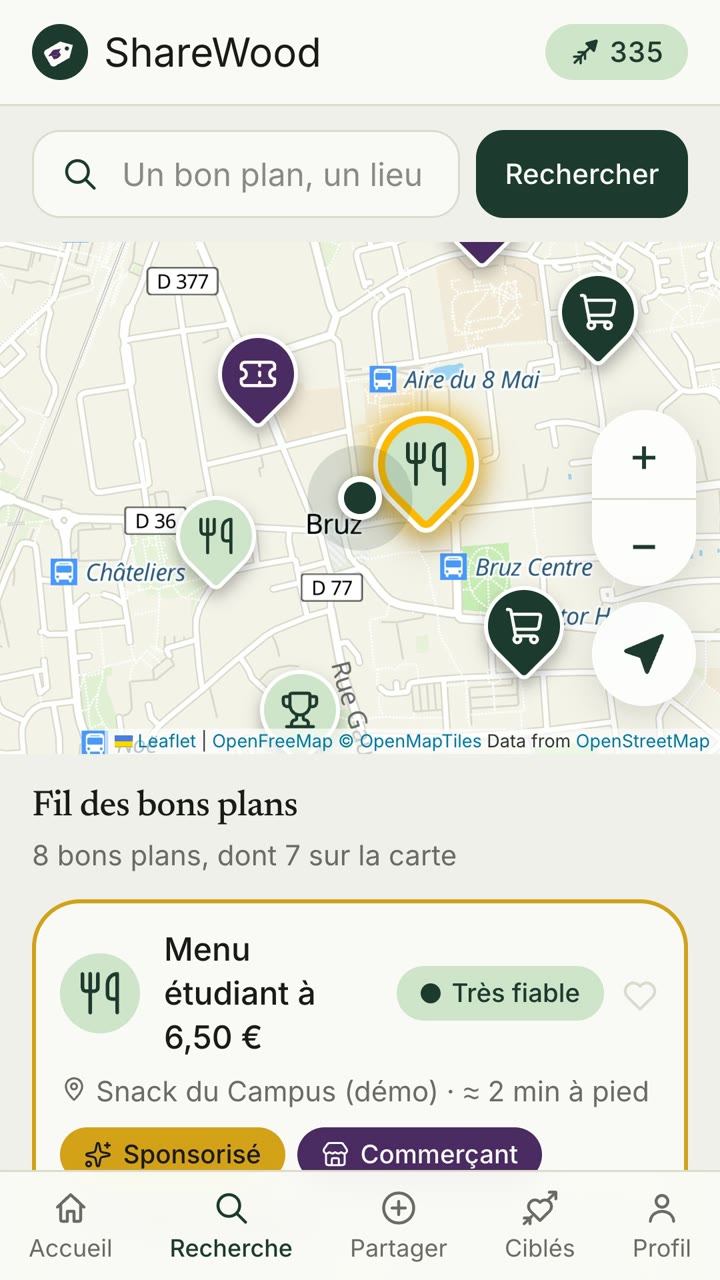 ShareWood
335
Un bon plan, un lieu
Rechercher
D 377
Aire du 8 Mai
D 36
Bruz
Châteliers
Bruz Centre
D 77
tor H
Rue Ga
Leaflet | OpenFreeMap © OpenMapTiles Data from OpenStreetMap
Fil des bons plans
8 bons plans, dont 7 sur la carte
Menu
étudiant à
6,50 €
Très fiable
Snack du Campus (démo) · ≈ 2 min à pied
Sponsorisé
Commerçant
Accueil
Recherche
Partager
Ciblés
Profil